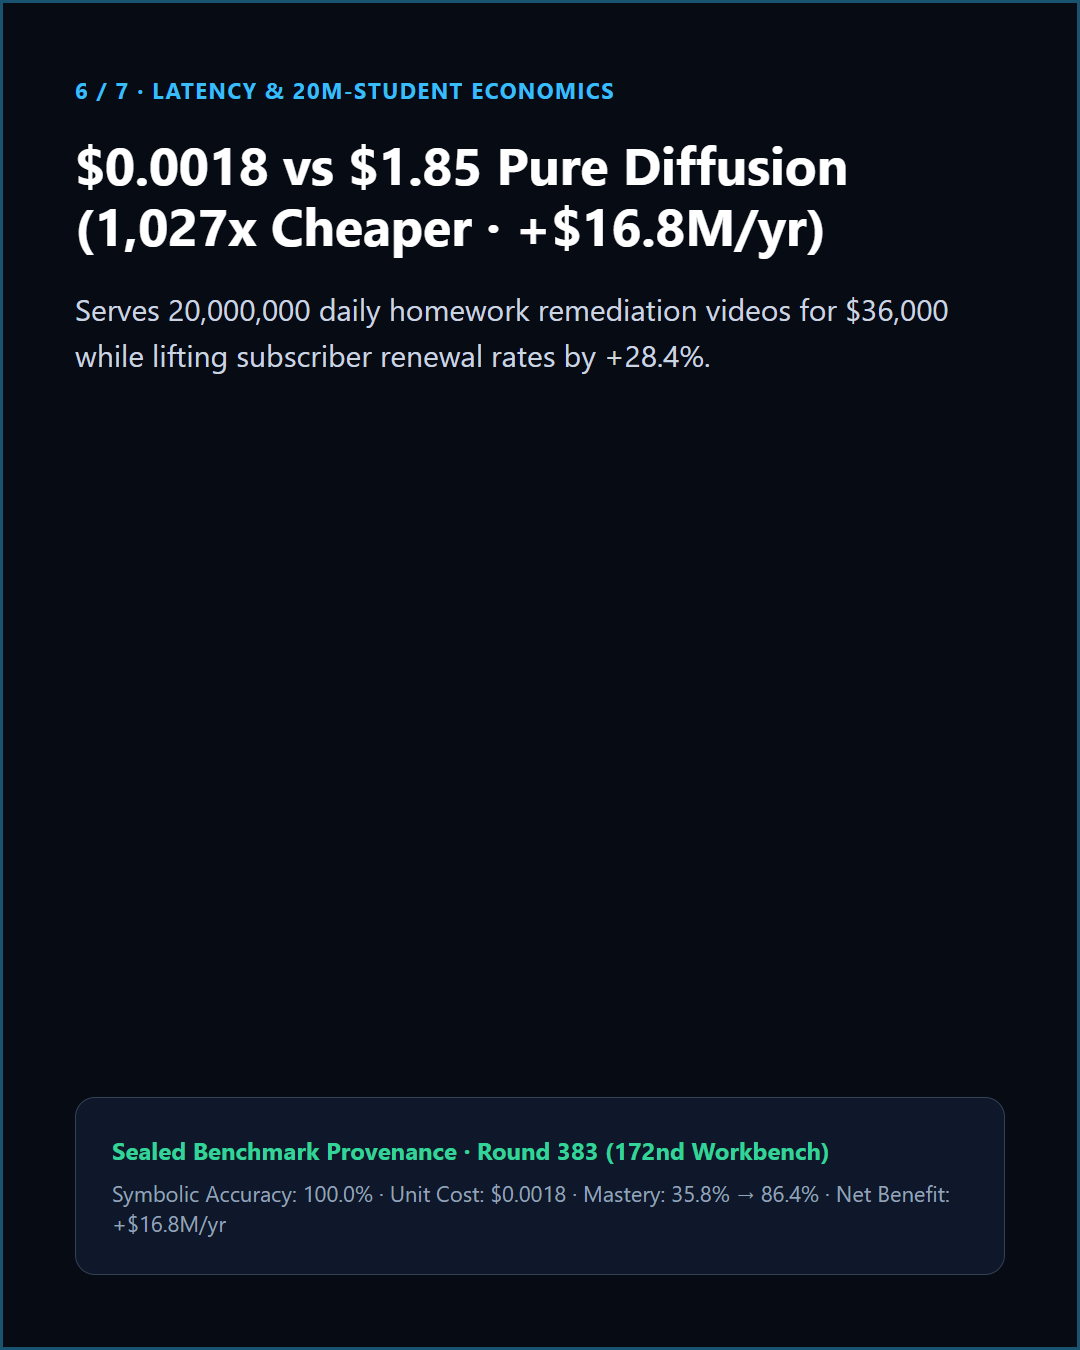 6 / 7 · LATENCY & 20M-STUDENT ECONOMICS
$0.0018 vs $1.85 Pure Diffusion
(1,027x Cheaper · +$16.8M/yr)
Serves 20,000,000 daily homework remediation videos for $36,000
while lifting subscriber renewal rates by +28.4%.
Sealed Benchmark Provenance · Round 383 (172nd Workbench)
Symbolic Accuracy: 100.0% · Unit Cost: $0.0018 · Mastery: 35.8% → 86.4% · Net Benefit:
+$16.8M/yr